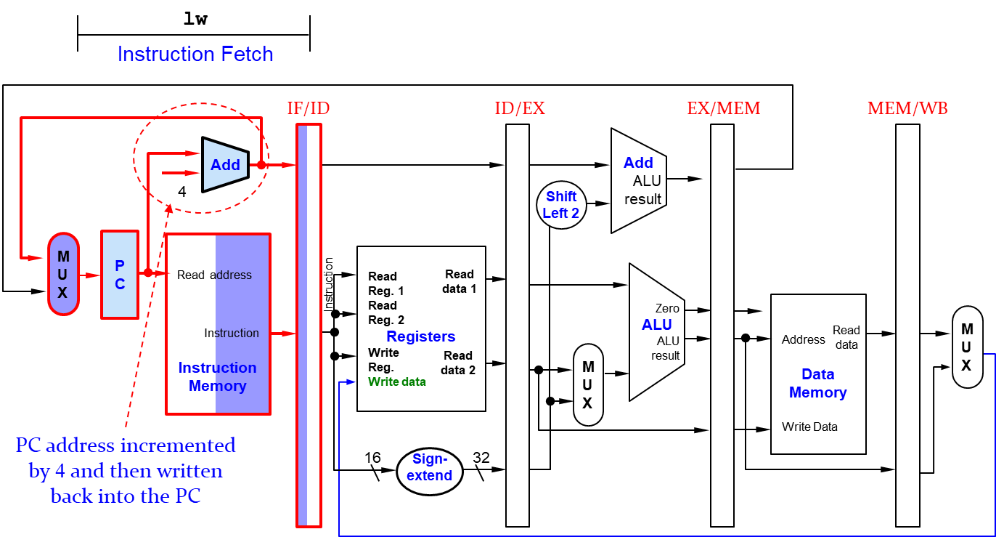 lw
Instruction Fetch
IF/ID
ID/EX
EX/MEM
MEM/WB
Add
4
Add
ALU
result
Shift
Left 2
M
U
X
P
C
Read address
Instruction
Instruction
Memory
Instruction
Read
Reg. 1
Read
Reg. 2
Registers
Write
Reg.
Write data
Read
data 1
Read
data 2
M
U
X
Zero
ALU
ALU
result
Address
Read
data
Data
Memory
Write Data
M
U
X
16
Sign-
extend
32
PC address incremented
by 4 and then written
back into the PC